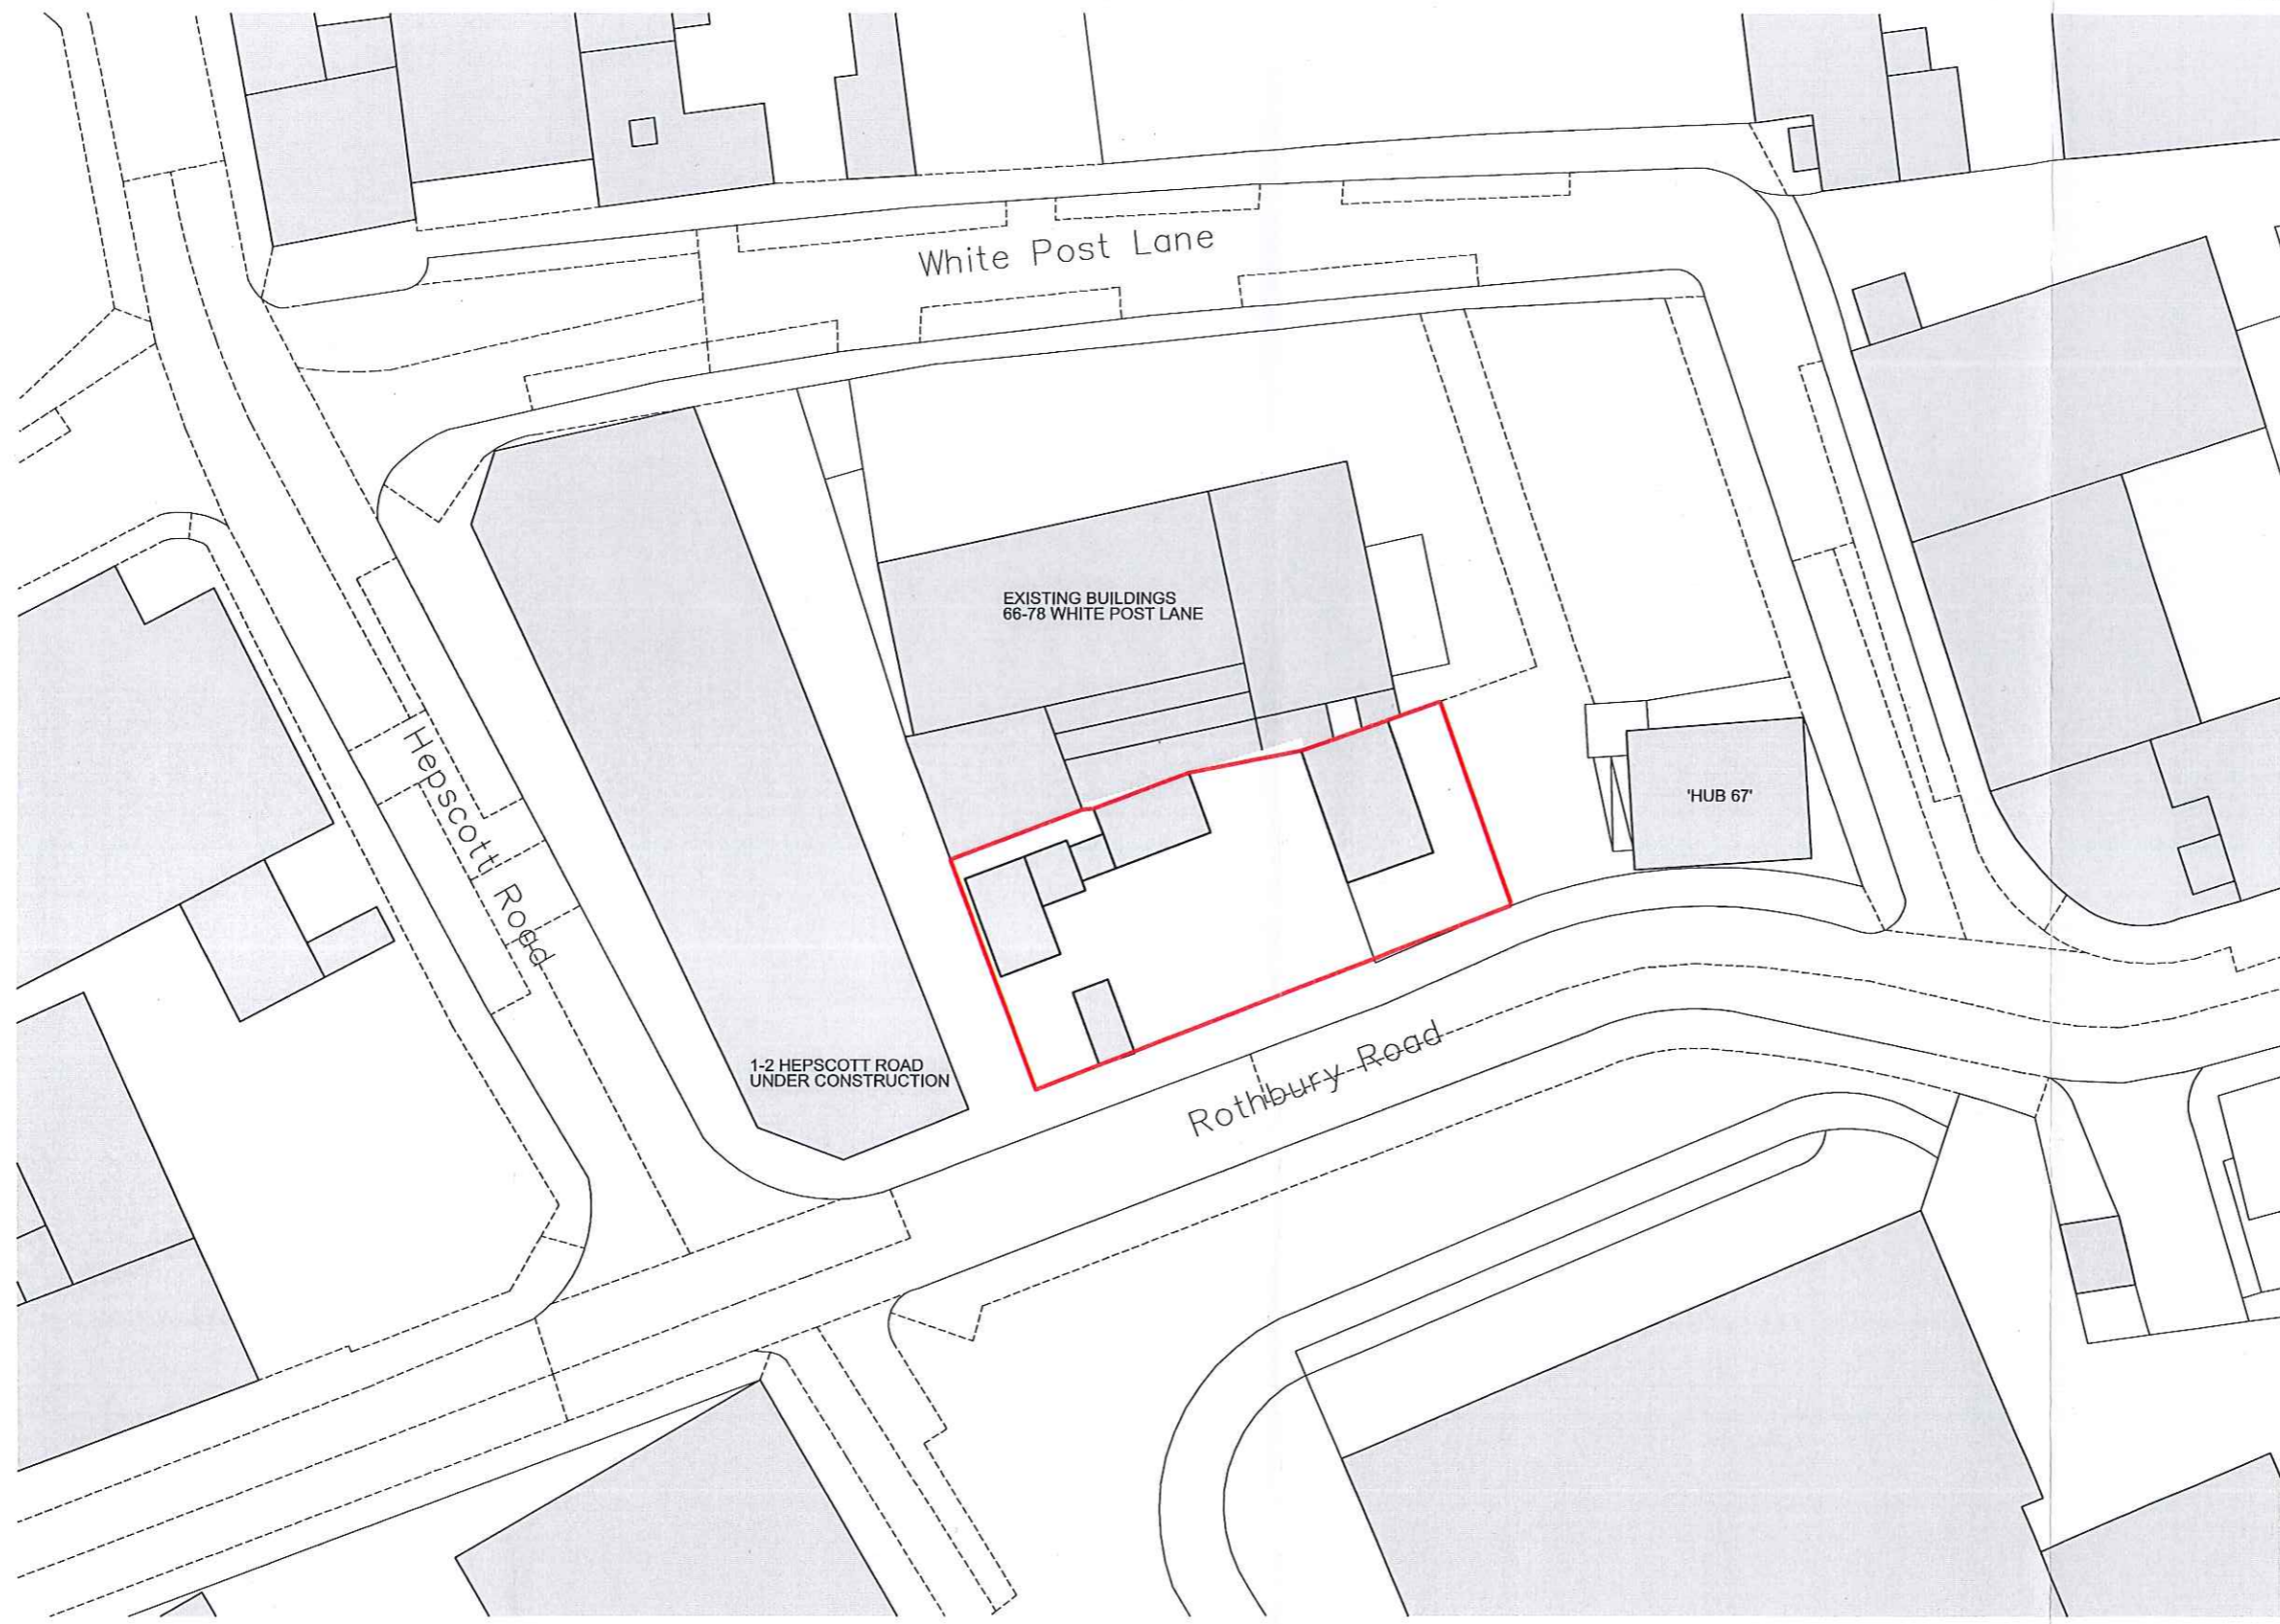 White Post Lane
EXISTING BUILDINGS
66-78 WHITE POST LANE
Hepscott Road
'HUB 67'
1-2 HEPSCOTT ROAD
UNDER CONSTRUCTION
Rothbury Road